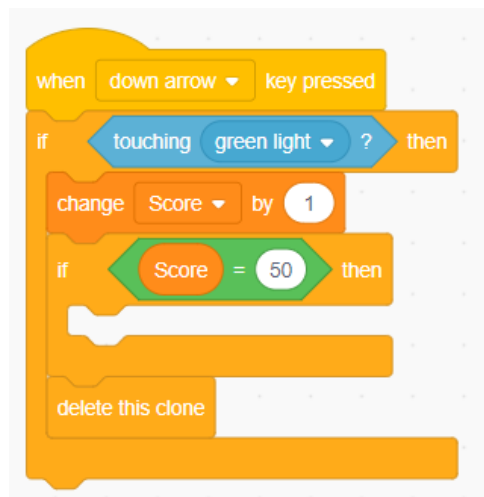 when down arrow key pressed
if touching green light ? then
change Score by 1
if Score = 50 then
delete this clone